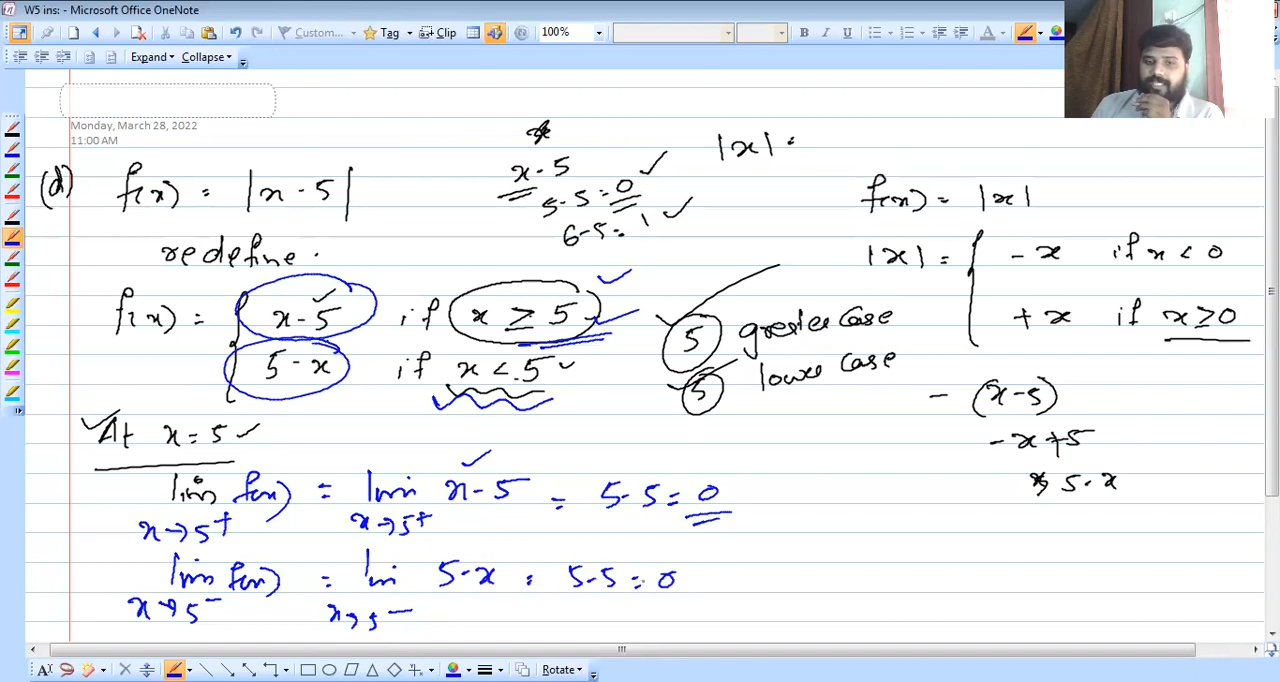 W5 ins: - Microsoft Office OneNote
Custom... Tag Clip 100% B I U A
Expand Collapse
Monday, March 28, 2022
11:00 AM
(d) f(x) = |x - 5|
x - 5
5 - 5 = 0
6 - 5 = 1
|x| =
redefine.
f(x) = { x - 5 if x ≥ 5
5 - x if x < 5
5 greater case
5 lower case
f(x) = |x|
|x| = { - x if x < 0
+ x if x ≥ 0
- (x - 5)
- x + 5
5 - x
At x = 5
lim f(x) = lim x - 5 = 5 - 5 = 0
x→5+ x→5+
lim f(x) = lim 5 - x = 5 - 5 = 0
x→5- x→5-
A Rotate